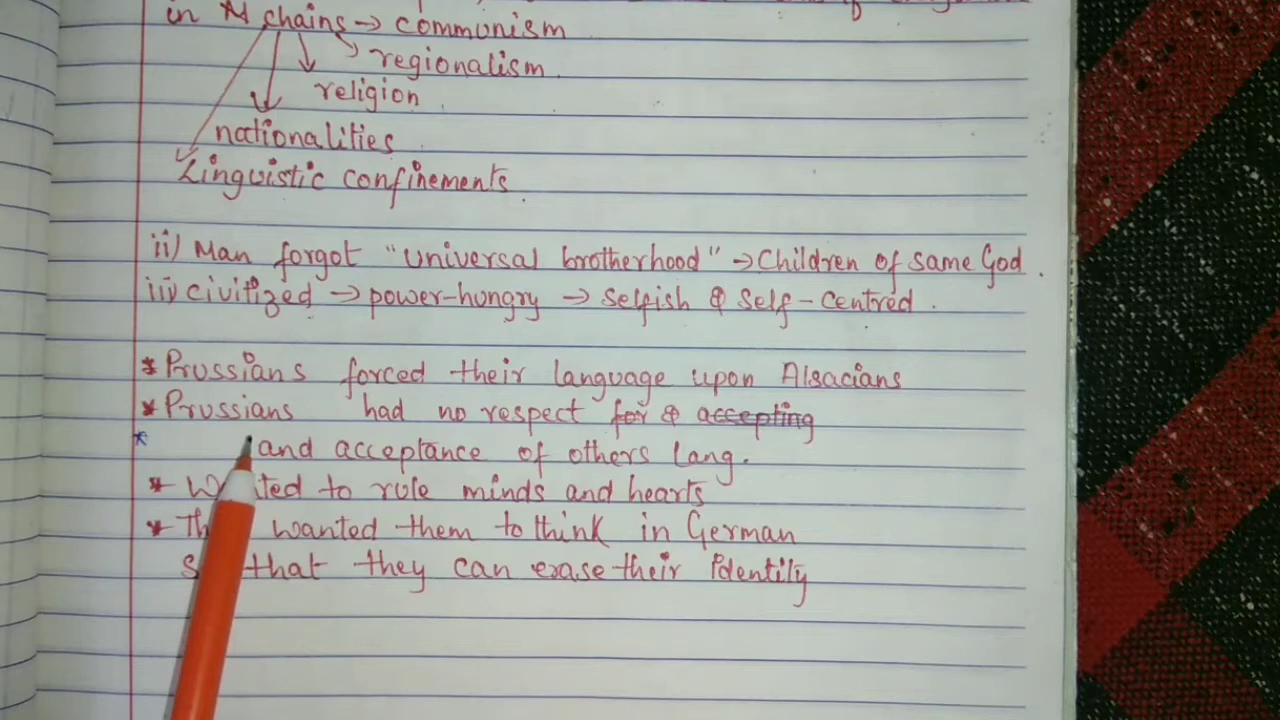 in M chains → communism
regionalism
religion
nationalities
Linguistic confinements.
ii) Man forgot "Universal brotherhood" → Children of same God.
iii) civitized → power-hungry → Selfish & Self-Centred.
* Prussians forced their language upon Alsacians
* Prussians had no respect for & accepting
* and acceptance of others Lang.
* to rule minds and hearts
* wanted them to think in German
that they can erase their Identity